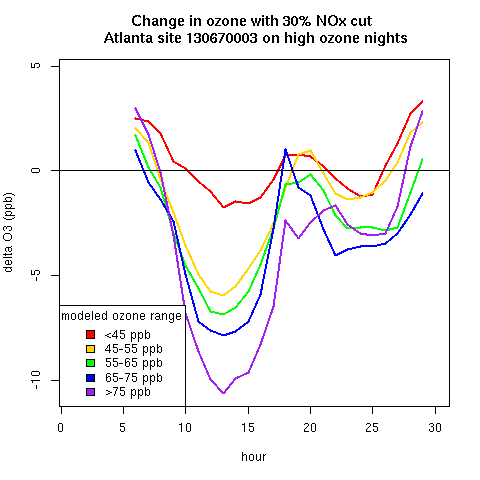 Change in ozone with 30% NOx cut
Atlanta site 130670003 on high ozone nights
5
0
-5
-10
delta O3 (ppb)
modeled ozone range
<45 ppb
45-55 ppb
55-65 ppb
65-75 ppb
>75 ppb
0 5 10 15 20 25 30
hour